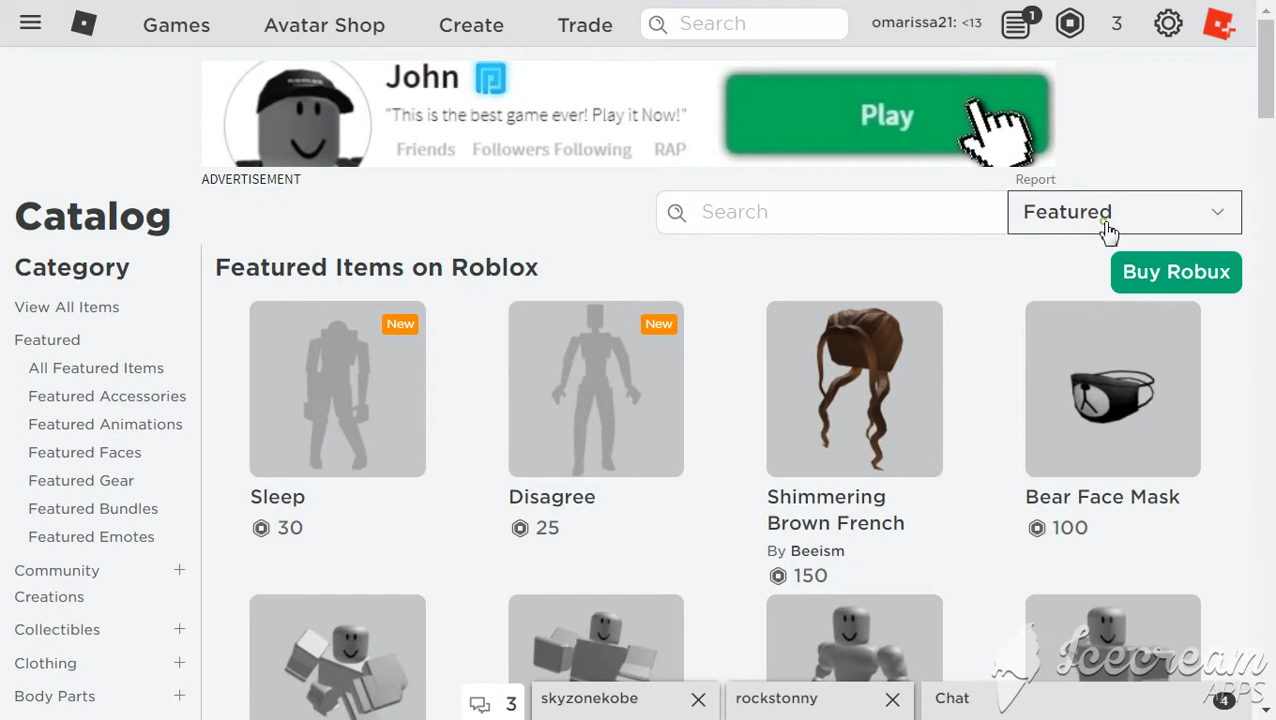 Games Avatar Shop Create Trade Search omarissa21: <13 1 3
John
"This is the best game ever! Play it Now!"
Friends Followers Following RAP
Play
ADVERTISEMENT
Report
Catalog
Search
Featured
Category
Featured Items on Roblox
Buy Robux
View All Items
Featured
All Featured Items
Featured Accessories
Featured Animations
Featured Faces
Featured Gear
Featured Bundles
Featured Emotes
Community
Creations
Collectibles
Clothing
Body Parts
New
Sleep
30
New
Disagree
25
Shimmering
Brown French
By Beeism
150
Bear Face Mask
100
3
skyzonekobe
rockstonny
Chat
4
Icecream
APPS